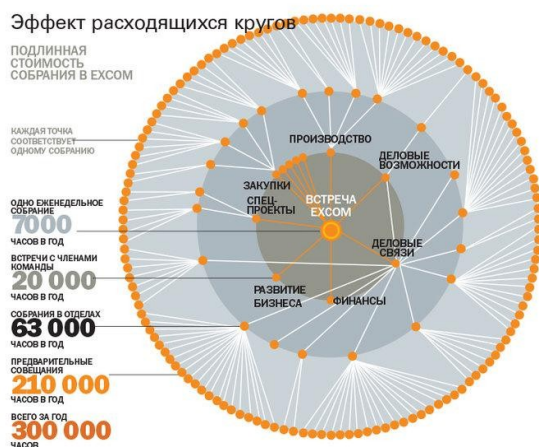 Эффект расходящихся кругов
ПОДЛИННАЯ
СТОИМОСТЬ
СОБРАНИЯ В EXCOM
КАЖДАЯ ТОЧКА
СООТВЕТСТВУЕТ
ОДНОМУ СОБРАНИЮ
ПРОИЗВОДСТВО
ДЕЛОВЫЕ
ВОЗМОЖНОСТИ
ЗАКУПКИ
СПЕЦ-
ПРОЕКТЫ
ВСТРЕЧА
EXCOM
ДЕЛОВЫЕ
СВЯЗИ
РАЗВИТИЕ
БИЗНЕСА
ФИНАНСЫ
ОДНО ЕЖЕНЕДЕЛЬНОЕ
СОБРАНИЕ
7000
ЧАСОВ В ГОД
ВСТРЕЧИ С ЧЛЕНАМИ
КОМАНДЫ
20 000
ЧАСОВ В ГОД
СОБРАНИЯ В ОТДЕЛАХ
63 000
ЧАСОВ В ГОД
ПРЕДВАРИТЕЛЬНЫЕ
СОВЕЩАНИЯ
210 000
ЧАСОВ В ГОД
ВСЕГО ЗА ГОД
300 000
ЧАСОВ